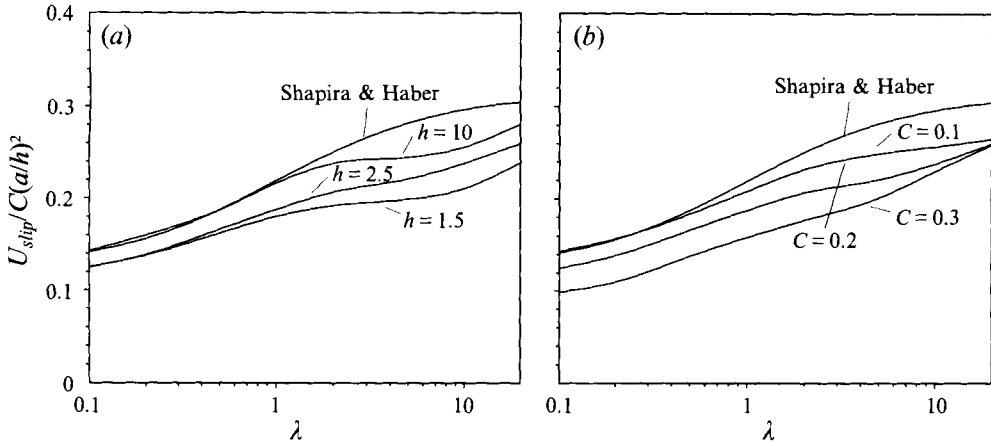 0.4
(a)
(b)
Shapira & Haber
Shapira & Haber
0.3
h = 10
C = 0.1
U_slip/C(a/h)²
h = 2.5
0.2
h = 1.5
C = 0.3
C = 0.2
0.1
0
0.1
1
10
0.1
1
10
λ
λ